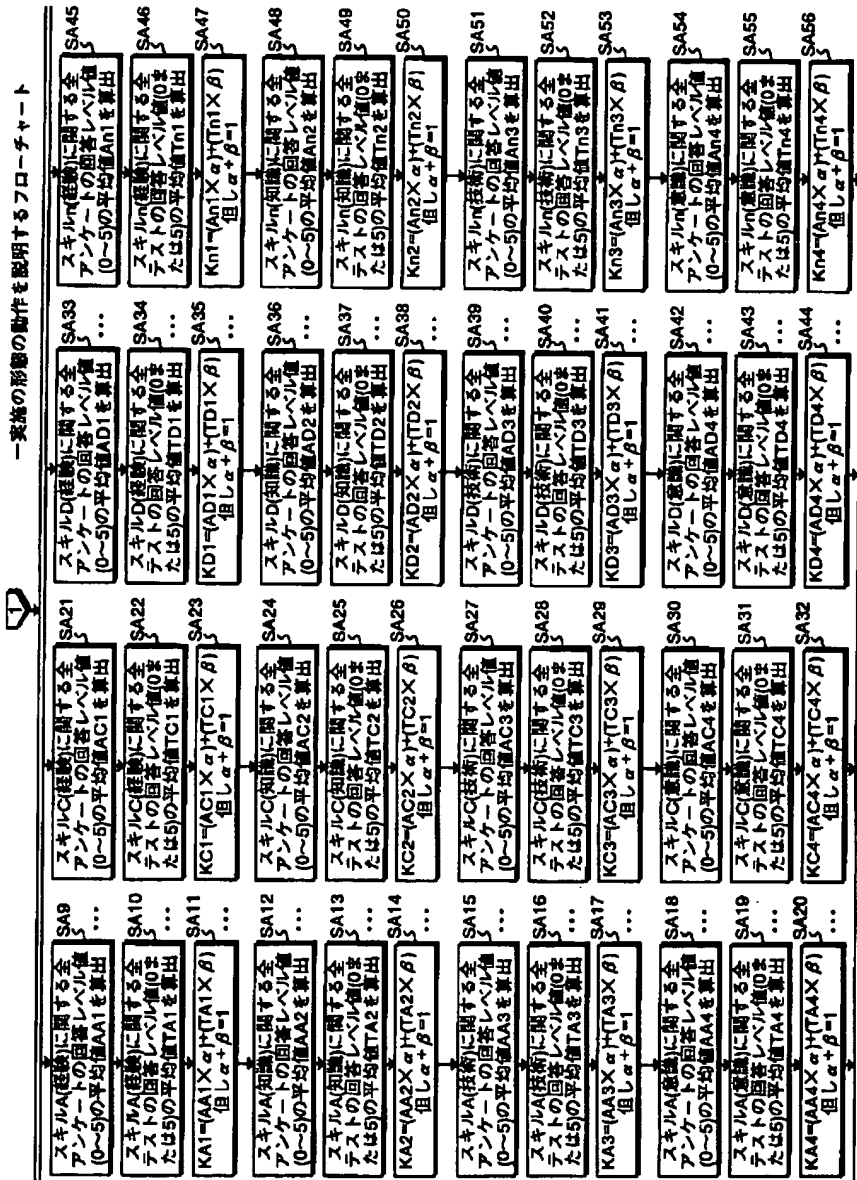 一実施の形態の動作を説明するフローチャート
1
SA9
スキルA(経験)に関する全
アンケートの回答レベル値
(0～5)の平均値AA1を算出
…
SA10
スキルA(経験)に関する全
テストの回答レベル値(0ま
たは5)の平均値TA1を算出
…
SA11
KA1=(AA1×α)+(TA1×β)
但しα+β=1
…
SA12
スキルA(知識)に関する全
アンケートの回答レベル値
(0～5)の平均値AA2を算出
…
SA13
スキルA(知識)に関する全
テストの回答レベル値(0ま
たは5)の平均値TA2を算出
…
SA14
KA2=(AA2×α)+(TA2×β)
但しα+β=1
…
SA15
スキルA(技術)に関する全
アンケートの回答レベル値
(0～5)の平均値AA3を算出
…
SA16
スキルA(技術)に関する全
テストの回答レベル値(0ま
たは5)の平均値TA3を算出
…
SA17
KA3=(AA3×α)+(TA3×β)
但しα+β=1
…
SA18
スキルA(意識)に関する全
アンケートの回答レベル値
(0～5)の平均値AA4を算出
…
SA19
スキルA(意識)に関する全
テストの回答レベル値(0ま
たは5)の平均値TA4を算出
…
SA20
KA4=(AA4×α)+(TA4×β)
但しα+β=1
…
SA21
スキルC(経験)に関する全
アンケートの回答レベル値
(0～5)の平均値AC1を算出
SA22
スキルC(経験)に関する全
テストの回答レベル値(0ま
たは5)の平均値TC1を算出
SA23
KC1=(AC1×α)+(TC1×β)
但しα+β=1
SA24
スキルC(知識)に関する全
アンケートの回答レベル値
(0～5)の平均値AC2を算出
SA25
スキルC(知識)に関する全
テストの回答レベル値(0ま
たは5)の平均値TC2を算出
SA26
KC2=(AC2×α)+(TC2×β)
但しα+β=1
SA27
スキルC(技術)に関する全
アンケートの回答レベル値
(0～5)の平均値AC3を算出
SA28
スキルC(技術)に関する全
テストの回答レベル値(0ま
たは5)の平均値TC3を算出
SA29
KC3=(AC3×α)+(TC3×β)
但しα+β=1
SA30
スキルC(意識)に関する全
アンケートの回答レベル値
(0～5)の平均値AC4を算出
SA31
スキルC(意識)に関する全
テストの回答レベル値(0ま
たは5)の平均値TC4を算出
SA32
KC4=(AC4×α)+(TC4×β)
但しα+β=1
SA33
スキルD(経験)に関する全
アンケートの回答レベル値
(0～5)の平均値AD1を算出
…
SA34
スキルD(経験)に関する全
テストの回答レベル値(0ま
たは5)の平均値TD1を算出
…
SA35
KD1=(AD1×α)+(TD1×β)
但しα+β=1
…
SA36
スキルD(知識)に関する全
アンケートの回答レベル値
(0～5)の平均値AD2を算出
…
SA37
スキルD(知識)に関する全
テストの回答レベル値(0ま
たは5)の平均値TD2を算出
…
SA38
KD2=(AD2×α)+(TD2×β)
但しα+β=1
…
SA39
スキルD(技術)に関する全
アンケートの回答レベル値
(0～5)の平均値AD3を算出
…
SA40
スキルD(技術)に関する全
テストの回答レベル値(0ま
たは5)の平均値TD3を算出
…
SA41
KD3=(AD3×α)+(TD3×β)
但しα+β=1
…
SA42
スキルD(意識)に関する全
アンケートの回答レベル値
(0～5)の平均値AD4を算出
…
SA43
スキルD(意識)に関する全
テストの回答レベル値(0ま
たは5)の平均値TD4を算出
…
SA44
KD4=(AD4×α)+(TD4×β)
但しα+β=1
…
SA45
スキルn(経験)に関する全
アンケートの回答レベル値
(0～5)の平均値An1を算出
SA46
スキルn(経験)に関する全
テストの回答レベル値(0ま
たは5)の平均値Tn1を算出
SA47
Kn1=(An1×α)+(Tn1×β)
但しα+β=1
SA48
スキルn(知識)に関する全
アンケートの回答レベル値
(0～5)の平均値An2を算出
SA49
スキルn(知識)に関する全
テストの回答レベル値(0ま
たは5)の平均値Tn2を算出
SA50
Kn2=(An2×α)+(Tn2×β)
但しα+β=1
SA51
スキルn(技術)に関する全
アンケートの回答レベル値
(0～5)の平均値An3を算出
SA52
スキルn(技術)に関する全
テストの回答レベル値(0ま
たは5)の平均値Tn3を算出
SA53
Kn3=(An3×α)+(Tn3×β)
但しα+β=1
SA54
スキルn(意識)に関する全
アンケートの回答レベル値
(0～5)の平均値An4を算出
SA55
スキルn(意識)に関する全
テストの回答レベル値(0ま
たは5)の平均値Tn4を算出
SA56
Kn4=(An4×α)+(Tn4×β)
但しα+β=1